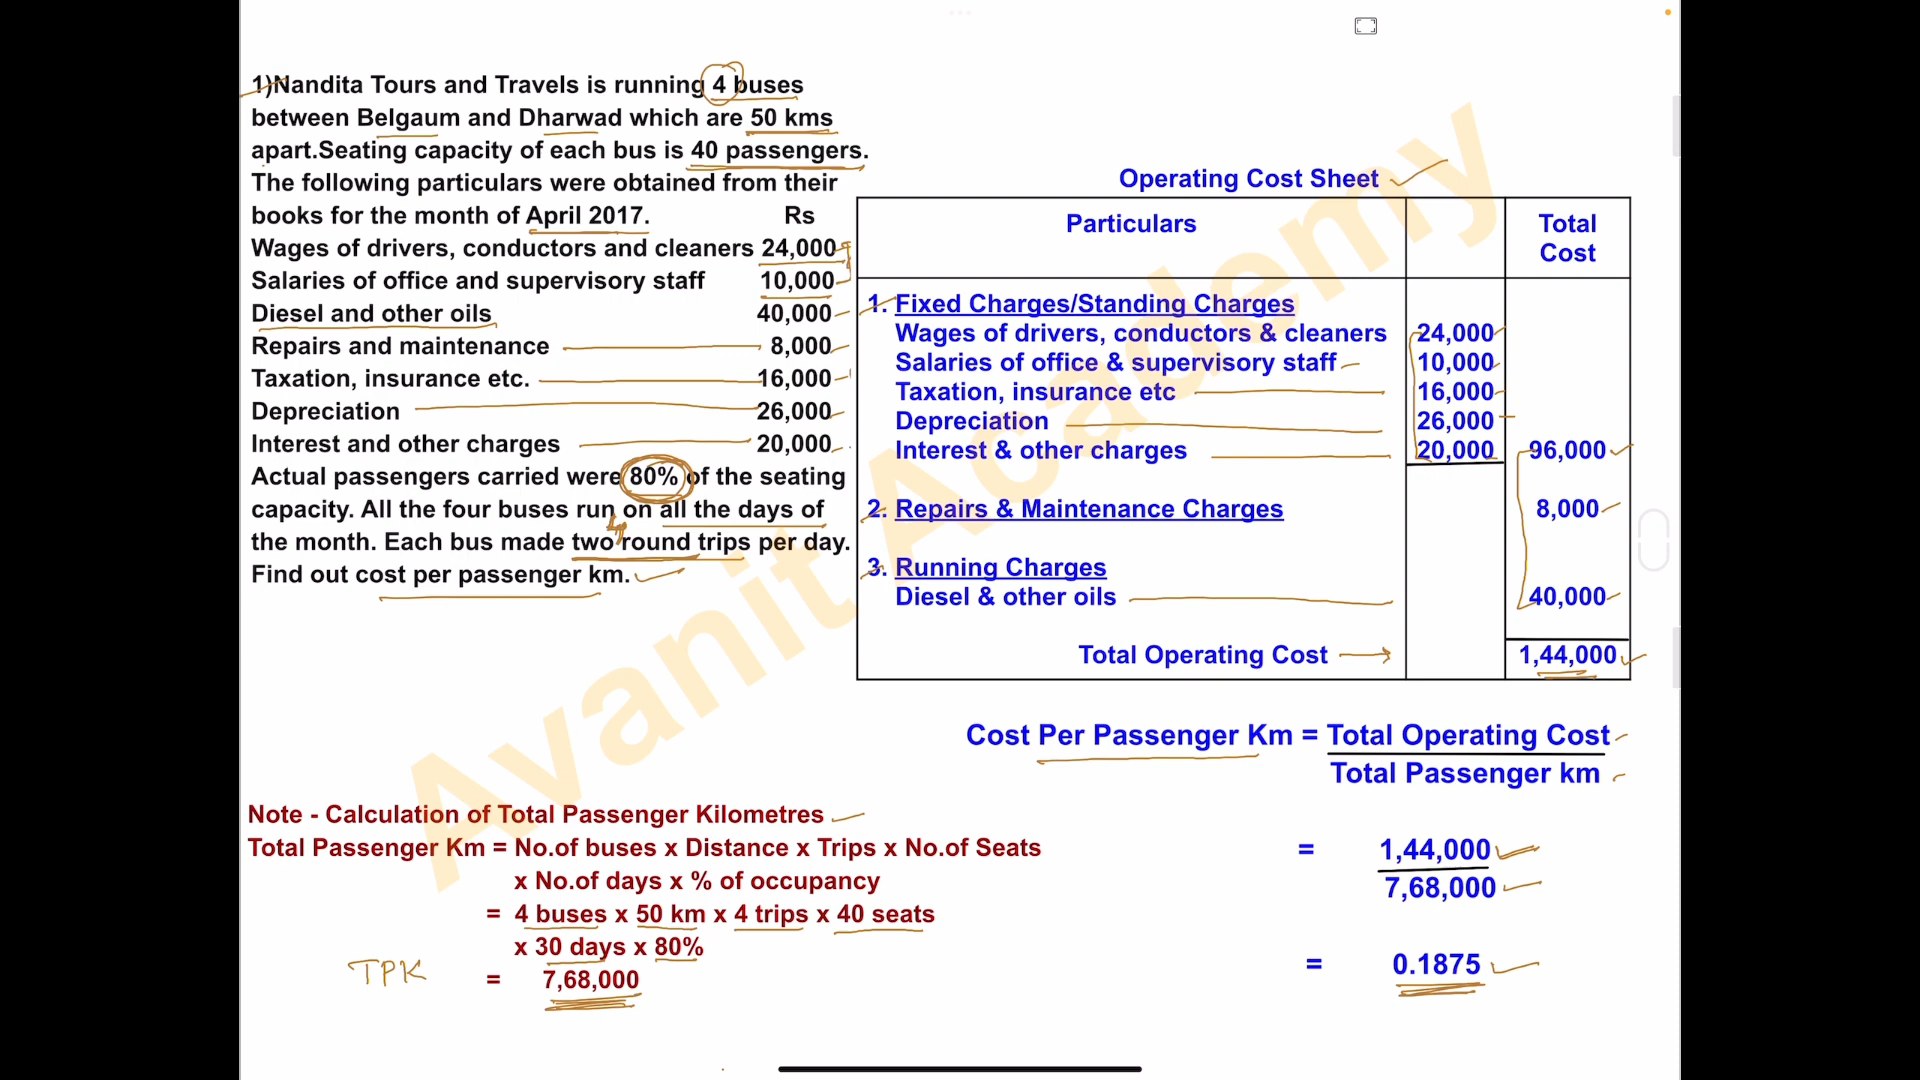 1)Nandita Tours and Travels is running 4 buses
between Belgaum and Dharwad which are 50 kms
apart.Seating capacity of each bus is 40 passengers.
The following particulars were obtained from their
books for the month of April 2017. Rs
Wages of drivers, conductors and cleaners 24,000
Salaries of office and supervisory staff 10,000
Diesel and other oils 40,000
Repairs and maintenance 8,000
Taxation, insurance etc. 16,000
Depreciation 26,000
Interest and other charges 20,000
Actual passengers carried were 80% of the seating
capacity. All the four buses run on all the days of
the month. Each bus made two round trips per day.
Find out cost per passenger km.
Operating Cost Sheet
Particulars
Total
Cost
1. Fixed Charges/Standing Charges
Wages of drivers, conductors & cleaners 24,000
Salaries of office & supervisory staff 10,000
Taxation, insurance etc 16,000
Depreciation 26,000
Interest & other charges 20,000 96,000
2. Repairs & Maintenance Charges 8,000
3. Running Charges
Diesel & other oils 40,000
Total Operating Cost 1,44,000
Cost Per Passenger Km = Total Operating Cost
Total Passenger km
= 1,44,000
7,68,000
= 0.1875
Note - Calculation of Total Passenger Kilometres
Total Passenger Km = No.of buses x Distance x Trips x No.of Seats
x No.of days x % of occupancy
= 4 buses x 50 km x 4 trips x 40 seats
x 30 days x 80%
TPK = 7,68,000
Avanit Academy